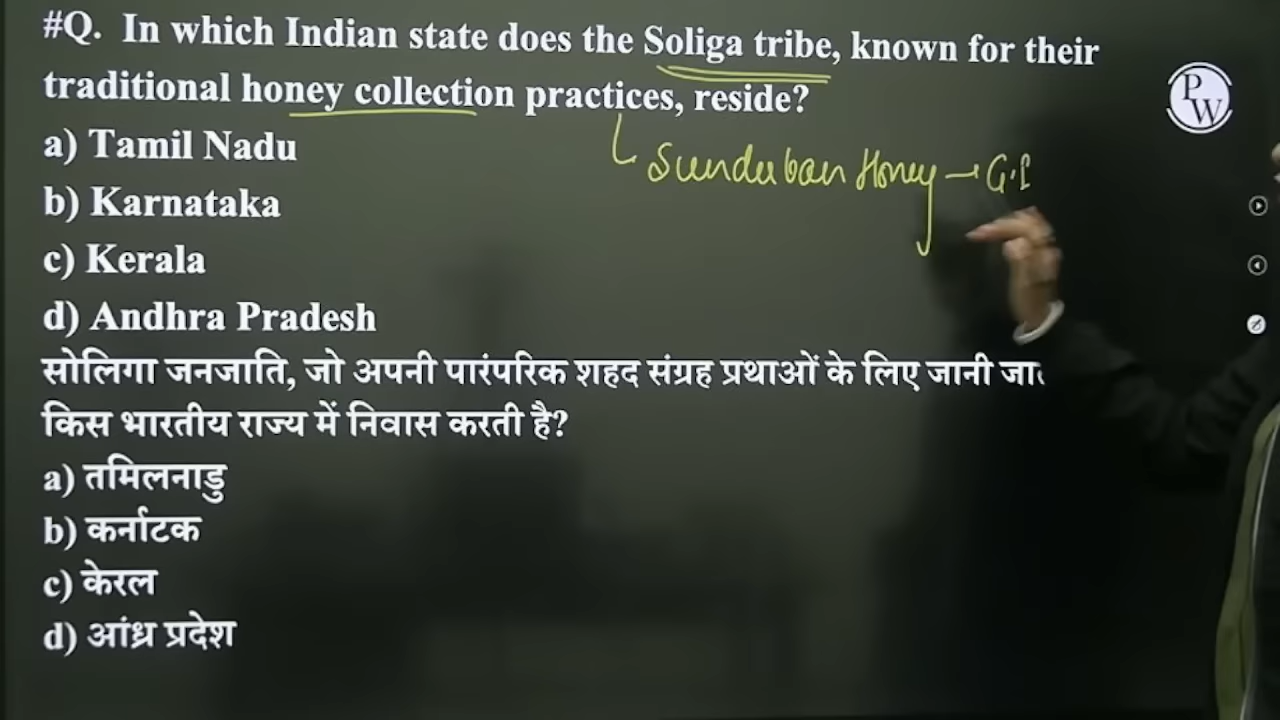 #Q. In which Indian state does the Soliga tribe, known for their
traditional honey collection practices, reside?
Sunderban Honey → G.I
a) Tamil Nadu
b) Karnataka
c) Kerala
d) Andhra Pradesh
सोलिगा जनजाति, जो अपनी पारंपरिक शहद संग्रह प्रथाओं के लिए जानी
किस भारतीय राज्य में निवास करती है?
a) तमिलनाडु
b) कर्नाटक
c) केरल
d) आंध्र प्रदेश
PW